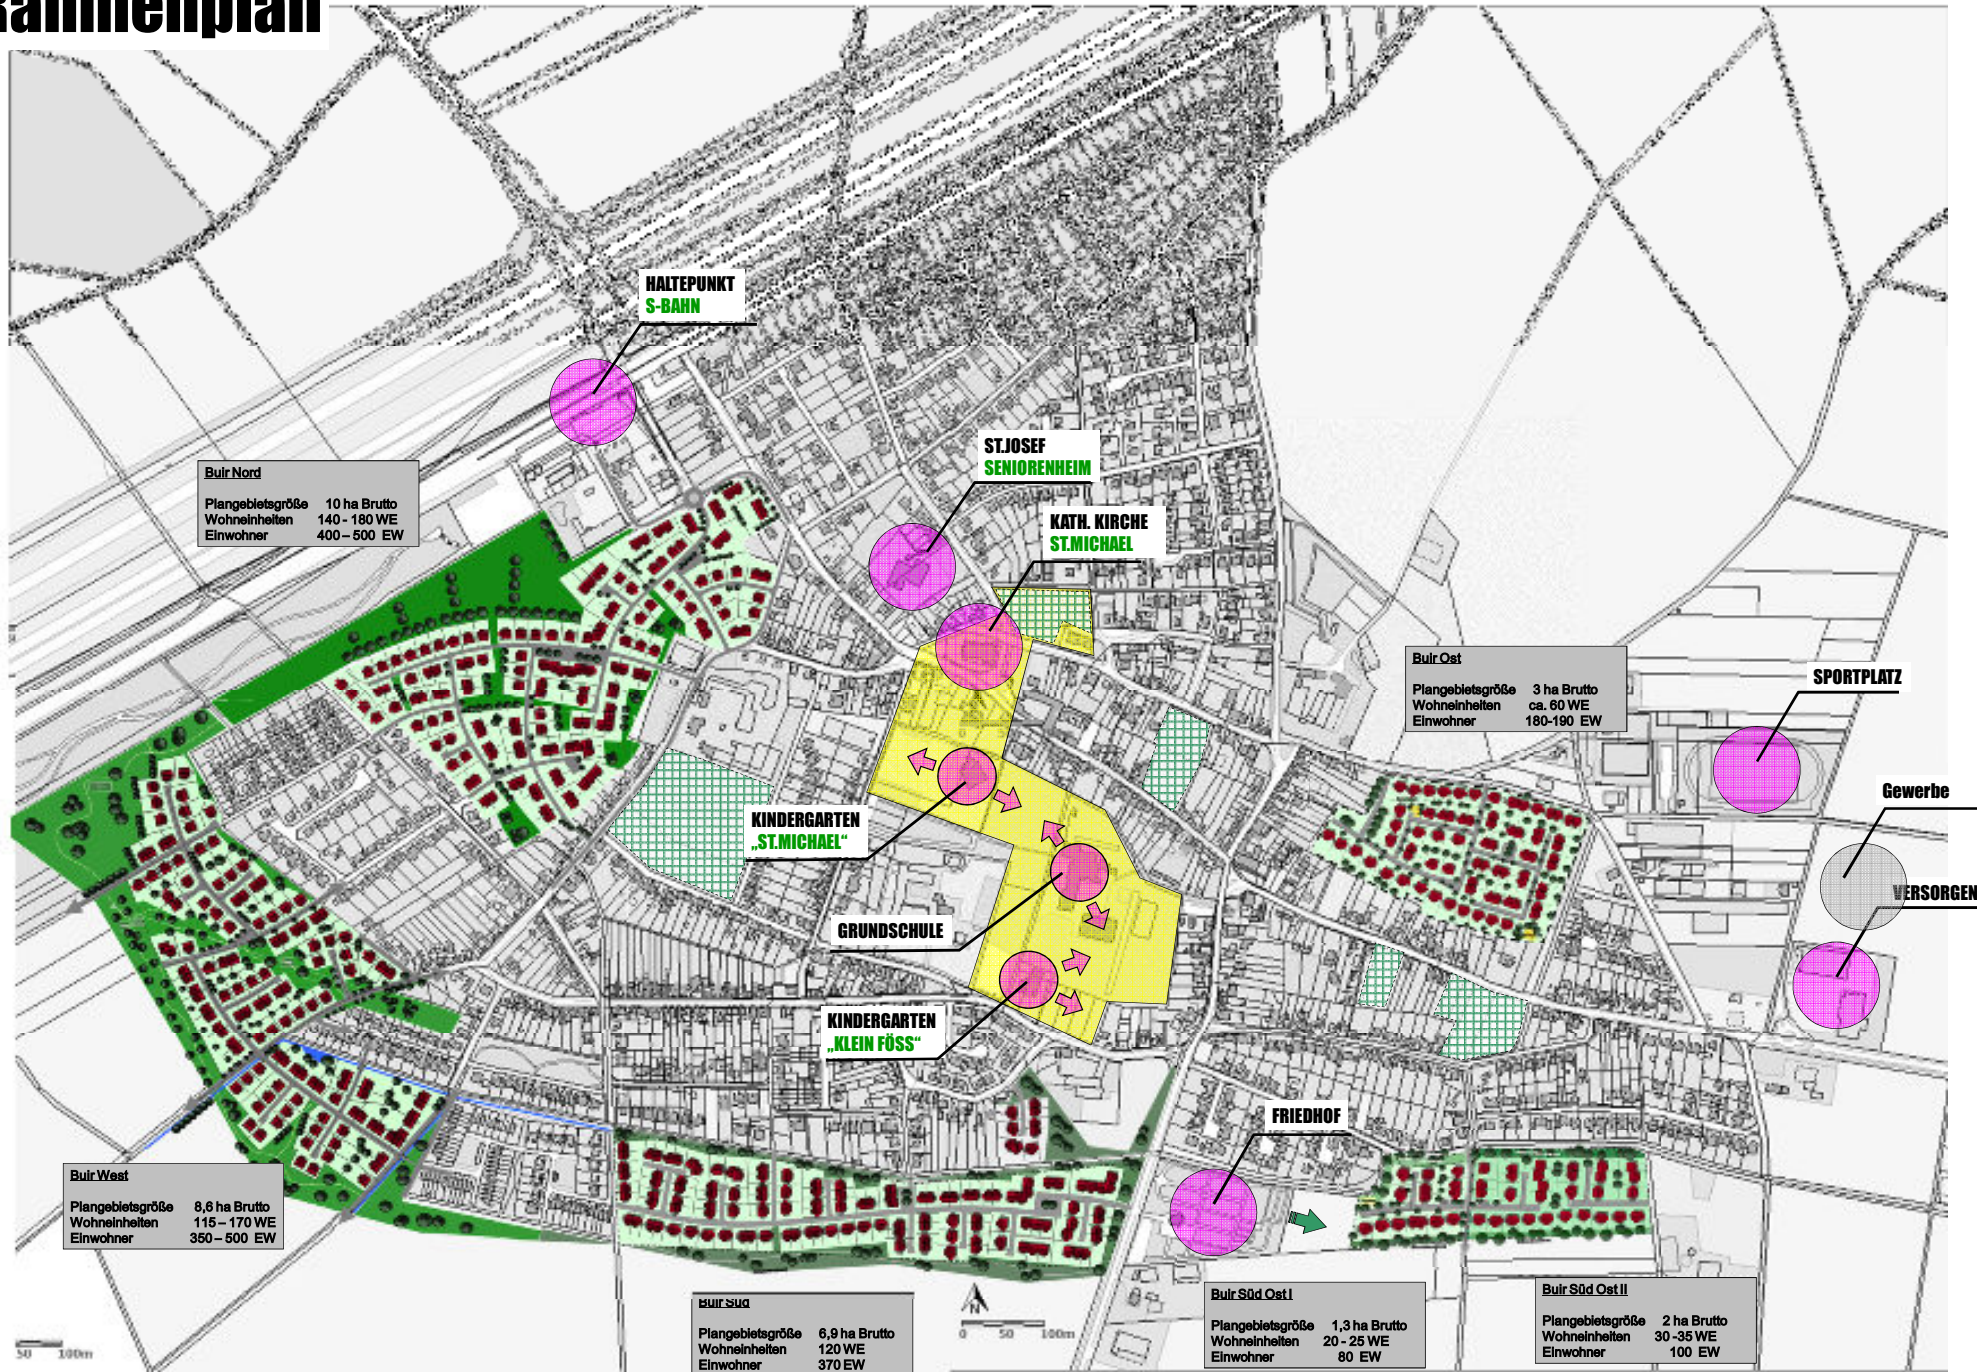 Rahmenplan
HALTEPUNKT
S-BAHN
ST.JOSEF
SENIORENHEIM
KATH. KIRCHE
ST.MICHAEL
Buir Nord
Plangebietsgröße 10 ha Brutto
Wohneinheiten 140 - 180 WE
Einwohner 400 – 500 EW
Buir Ost
Plangebietsgröße 3 ha Brutto
Wohneinheiten ca. 60 WE
Einwohner 180-190 EW
SPORTPLATZ
Gewerbe
VERSORGEN
KINDERGARTEN
„ST.MICHAEL“
GRUNDSCHULE
KINDERGARTEN
„KLEIN FÖSS“
FRIEDHOF
Buir West
Plangebietsgröße 8,6 ha Brutto
Wohneinheiten 115 – 170 WE
Einwohner 350 – 500 EW
Buir Süd
Plangebietsgröße 6,9 ha Brutto
Wohneinheiten 120 WE
Einwohner 370 EW
N
0 50 100m
Buir Süd Ost I
Plangebietsgröße 1,3 ha Brutto
Wohneinheiten 20 - 25 WE
Einwohner 80 EW
Buir Süd Ost II
Plangebietsgröße 2 ha Brutto
Wohneinheiten 30 -35 WE
Einwohner 100 EW
50 100m